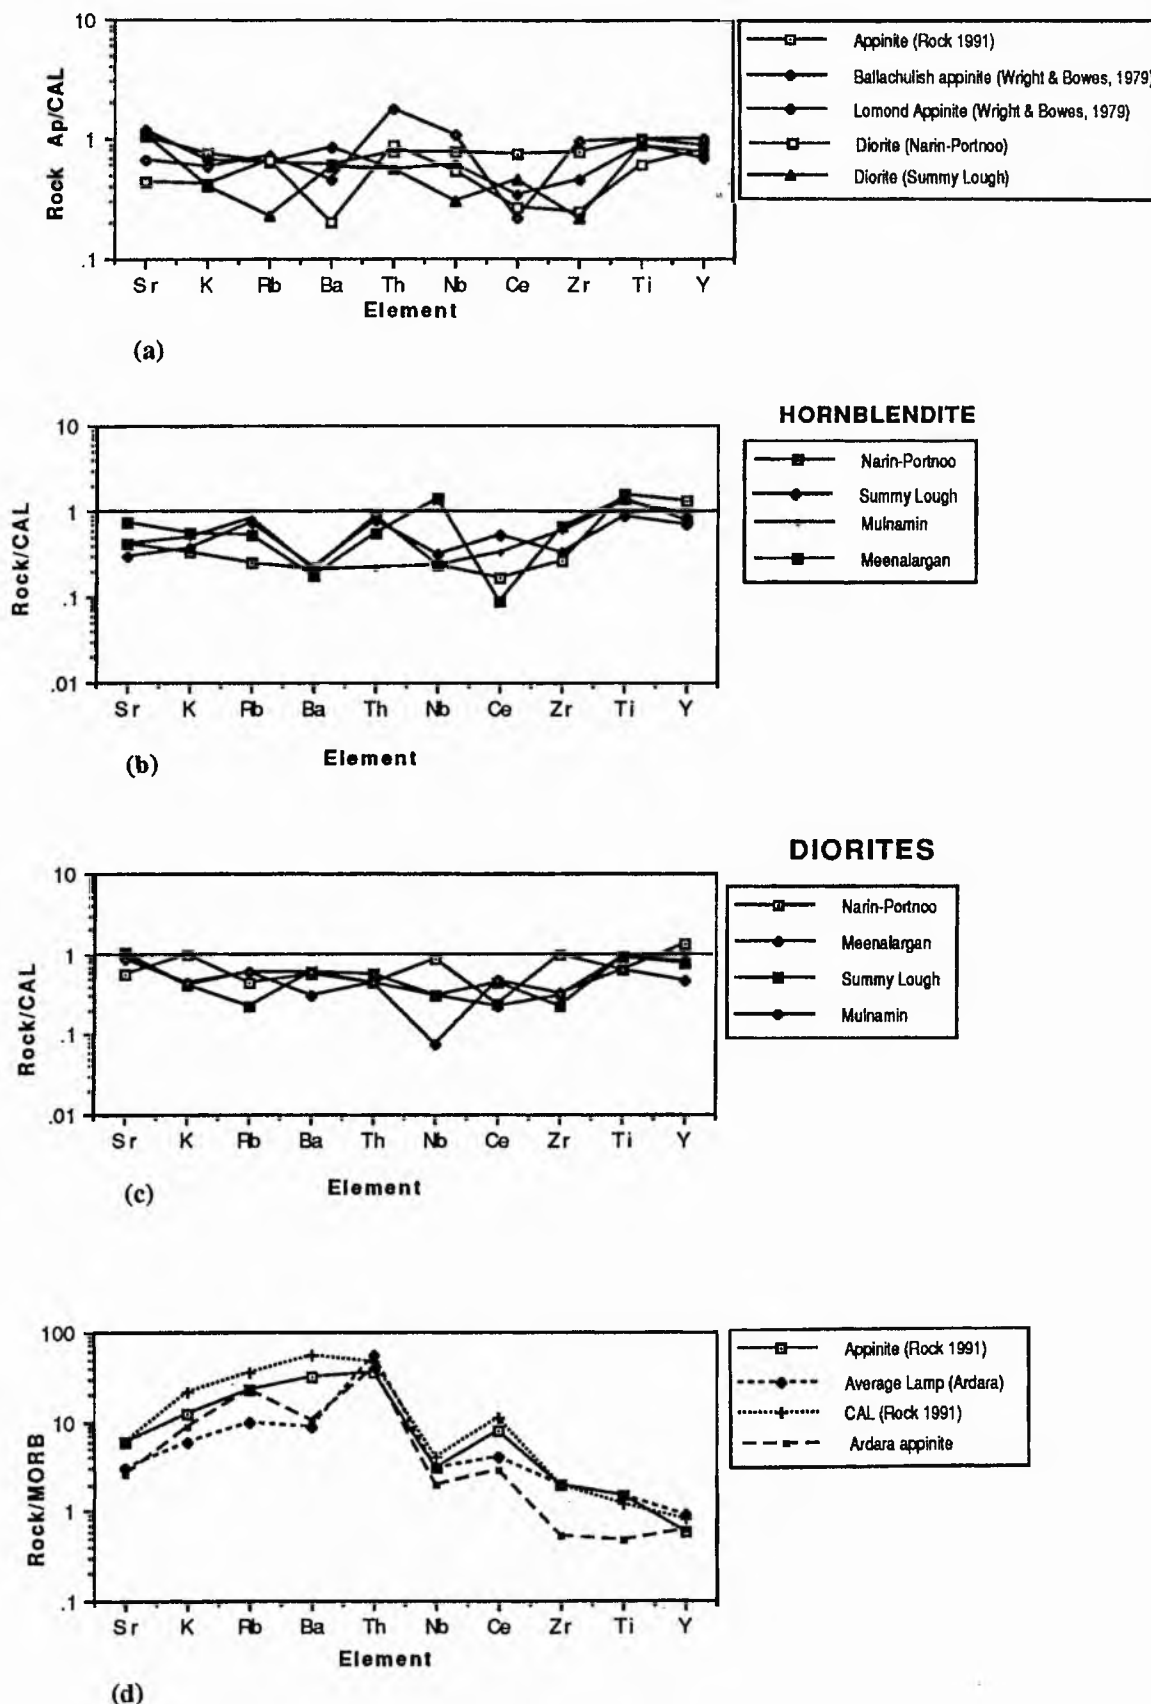 10
1
.1
Rock Ap/CAL
Sr K Rb Ba Th Nb Ce Zr Ti Y
Element
Appinite (Rock 1991)
Ballachulish appinite (Wright & Bowes, 1979)
Lomond Appinite (Wright & Bowes, 1979)
Diorite (Narin-Portnoo)
Diorite (Summy Lough)
(a)
HORNBLENDITE
10
1
.1
.01
Rock/CAL
Sr K Rb Ba Th Nb Ce Zr Ti Y
Element
Narin-Portnoo
Summy Lough
Mulnamin
Meenalargan
(b)
DIORITES
10
1
.1
.01
Rock/CAL
Sr K Rb Ba Th Nb Ce Zr Ti Y
Element
Narin-Portnoo
Meenalargan
Summy Lough
Mulnamin
(c)
100
10
1
.1
Rock/MORB
Sr K Rb Ba Th Nb Ce Zr Ti Y
Element
Appinite (Rock 1991)
Average Lamp (Ardara)
CAL (Rock 1991)
Ardara appinite
(d)